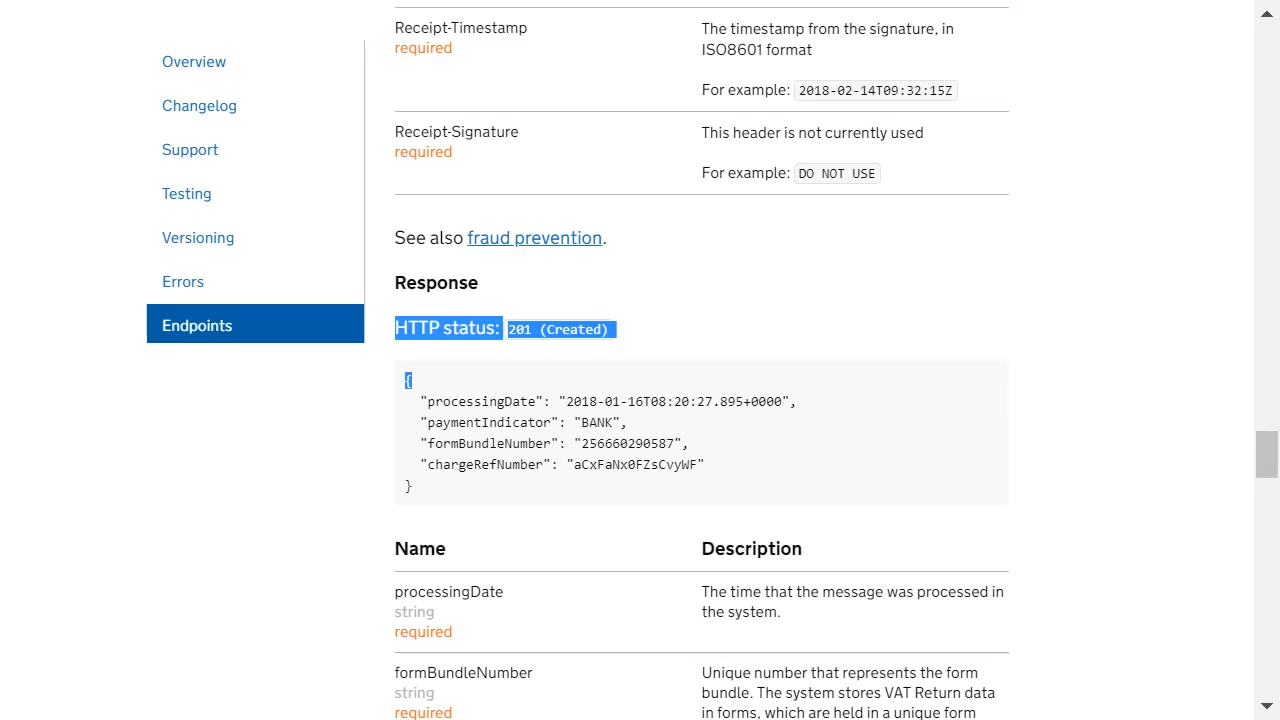 Overview
Changelog
Support
Testing
Versioning
Errors
Endpoints
Receipt-Timestamp
required
The timestamp from the signature, in
ISO8601 format
For example: 2018-02-14T09:32:15Z
Receipt-Signature
required
This header is not currently used
For example: DO NOT USE
See also fraud prevention.
Response
HTTP status: 201 (Created)
{
"processingDate": "2018-01-16T08:20:27.895+0000",
"paymentIndicator": "BANK",
"formBundleNumber": "256660290587",
"chargeRefNumber": "aCxFaNx0FZsCvyWF"
}
Name
Description
processingDate
string
required
The time that the message was processed in
the system.
formBundleNumber
string
required
Unique number that represents the form
bundle. The system stores VAT Return data
in forms, which are held in a unique form